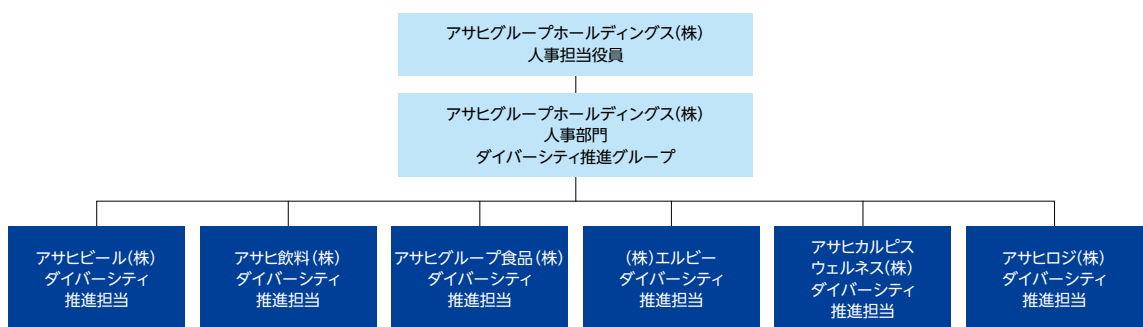 アサヒグループホールディングス(株)
人事担当役員
アサヒグループホールディングス(株)
人事部門
ダイバーシティ推進グループ
アサヒビール(株)
ダイバーシティ
推進担当
アサヒ飲料(株)
ダイバーシティ
推進担当
アサヒグループ食品(株)
ダイバーシティ
推進担当
(株)エルビー
ダイバーシティ
推進担当
アサヒカルピス
ウェルネス(株)
ダイバーシティ
推進担当
アサヒロジ(株)
ダイバーシティ
推進担当